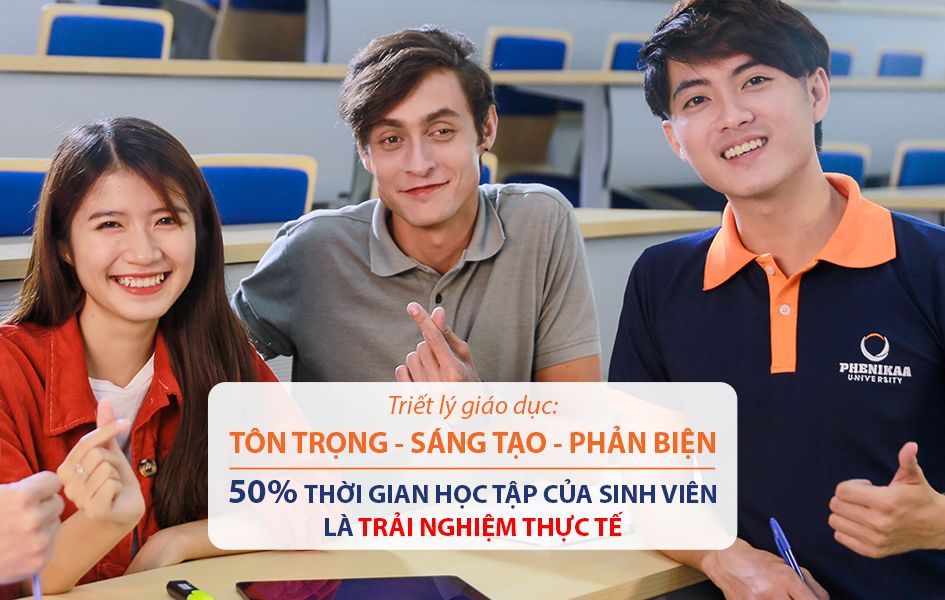 PHENIKAA
UNIVERSITY
Triết lý giáo dục:
TÔN TRỌNG - SÁNG TẠO - PHẢN BIỆN
50% THỜI GIAN HỌC TẬP CỦA SINH VIÊN
LÀ TRẢI NGHIỆM THỰC TẾ